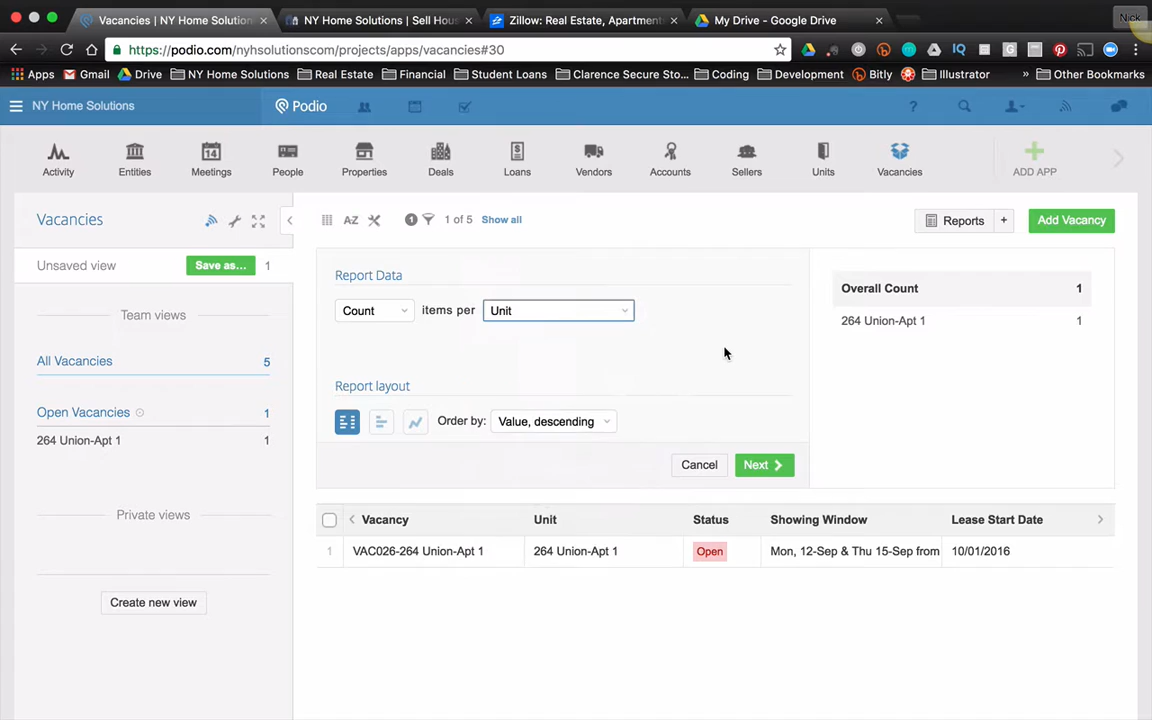 Vacancies | NY Home Solution
NY Home Solutions | Sell Hous
Zillow: Real Estate, Apartment
My Drive - Google Drive
Nick
https://podio.com/nyhsolutionscom/projects/apps/vacancies#30
Apps
Gmail
Drive
NY Home Solutions
Real Estate
Financial
Student Loans
Clarence Secure Sto...
Coding
Development
Bitly
Illustrator
» Other Bookmarks
NY Home Solutions
Podio
?
Activity
Entities
14
Meetings
People
Properties
Deals
Loans
Vendors
Accounts
Sellers
Units
Vacancies
ADD APP
Vacancies
AZ
1
1 of 5
Show all
Reports
+
Add Vacancy
Unsaved view
Save as...
1
Team views
All Vacancies 5
Open Vacancies 1
264 Union-Apt 1 1
Private views
Create new view
Report Data
Count
items per
Unit
Report layout
Order by:
Value, descending
Cancel
Next
Overall Count 1
264 Union-Apt 1 1
Vacancy Unit Status Showing Window Lease Start Date
1 VAC026-264 Union-Apt 1 264 Union-Apt 1 Open Mon, 12-Sep & Thu 15-Sep from 10/01/2016